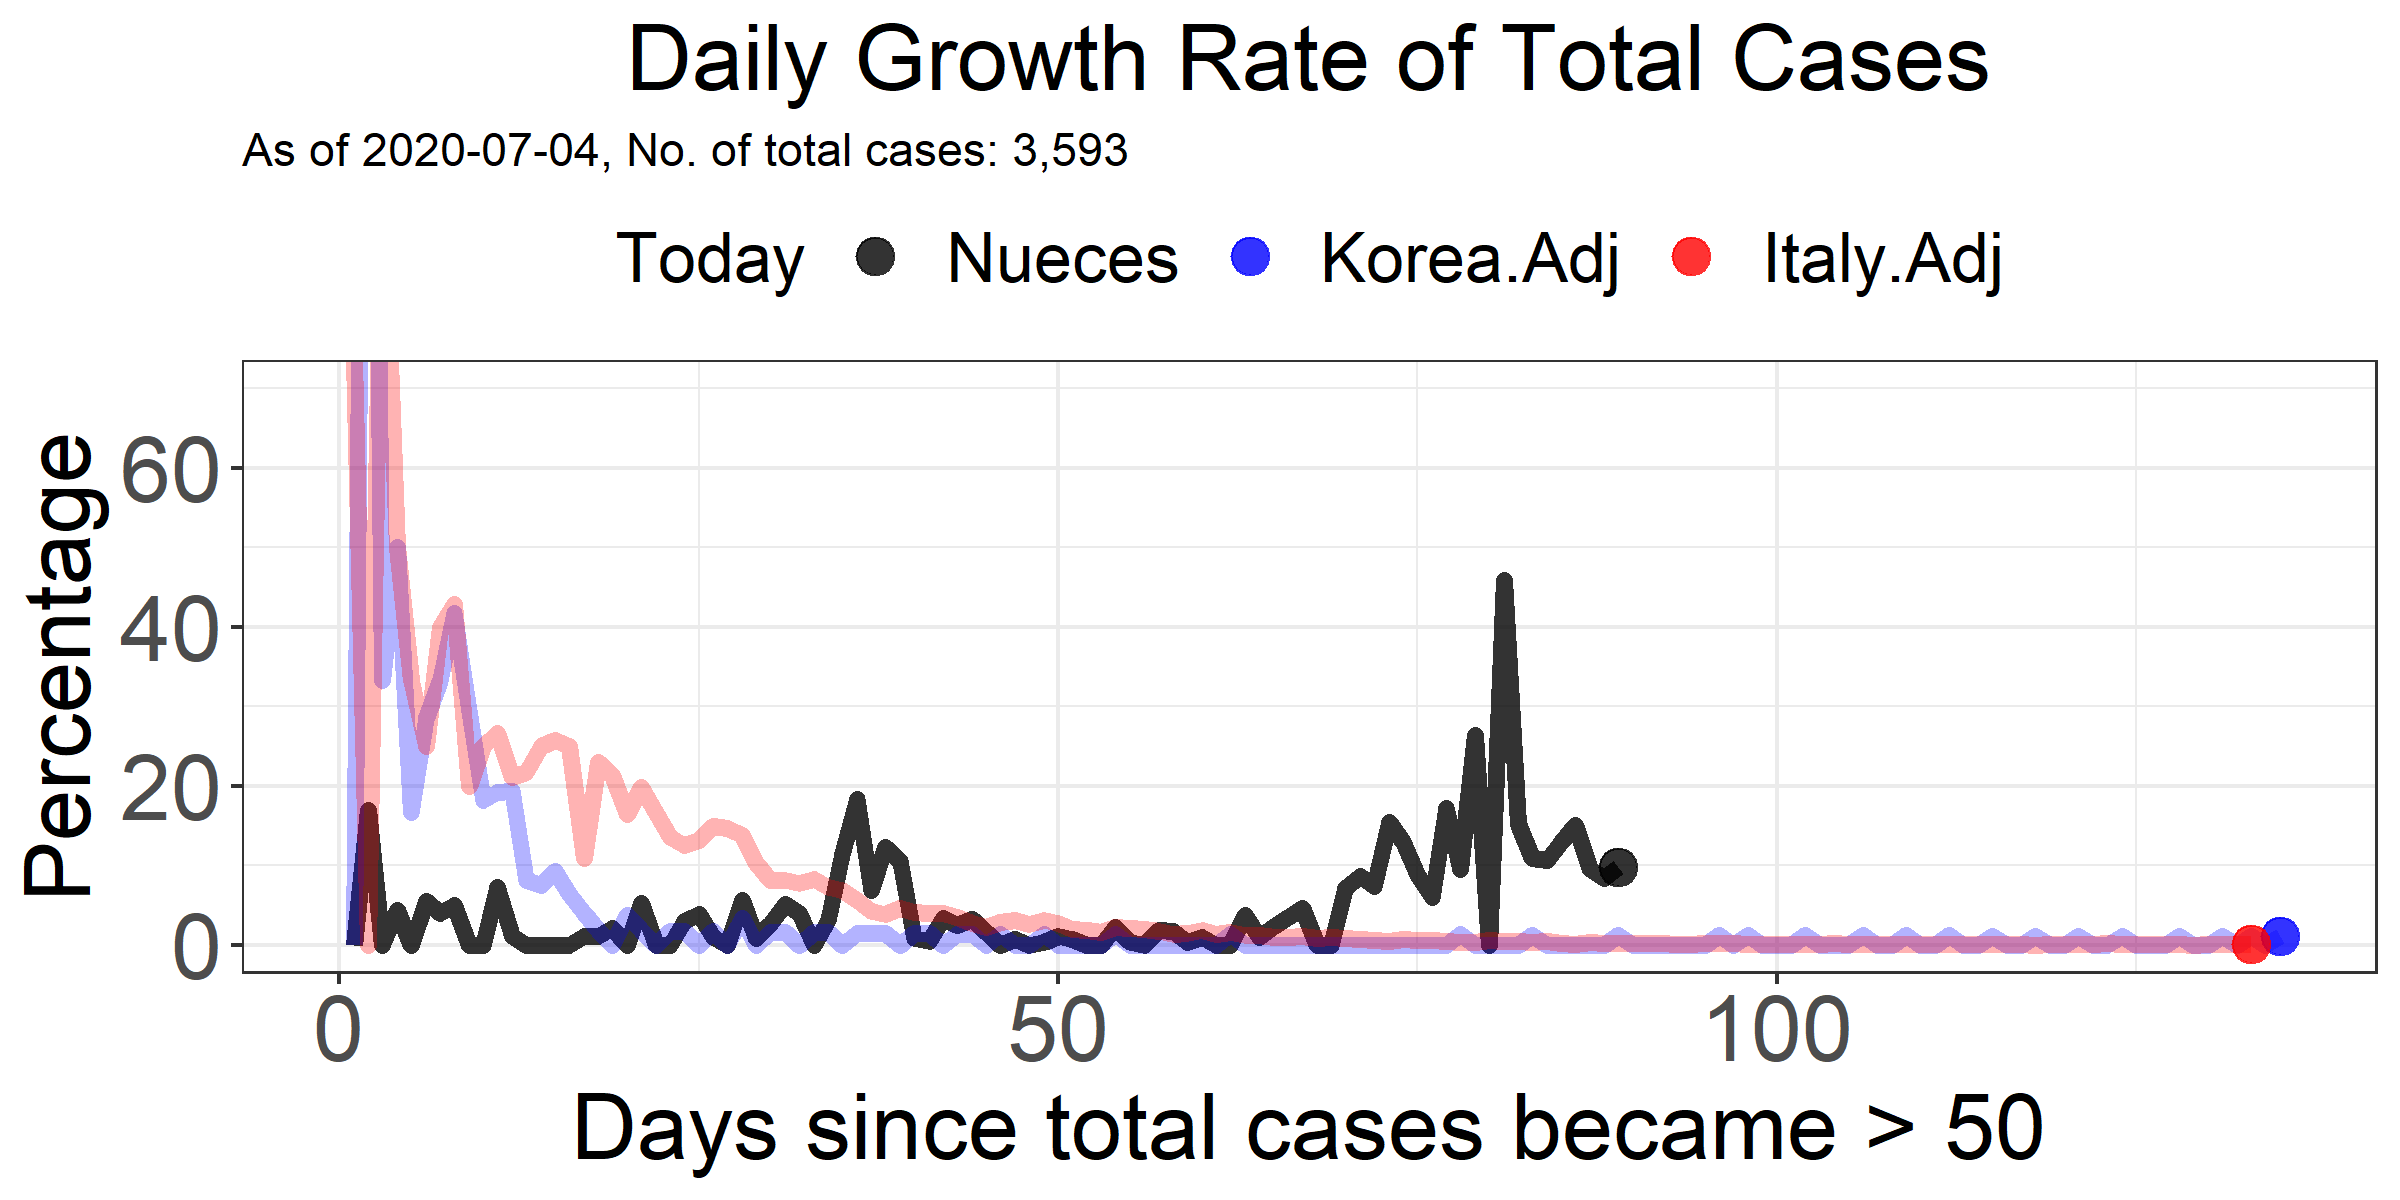 Daily Growth Rate of Total Cases
As of 2020-07-04, No. of total cases: 3,593
Today Nueces Korea.Adj Italy.Adj
Percentage
60
40
20
0
0 50 100
Days since total cases became > 50